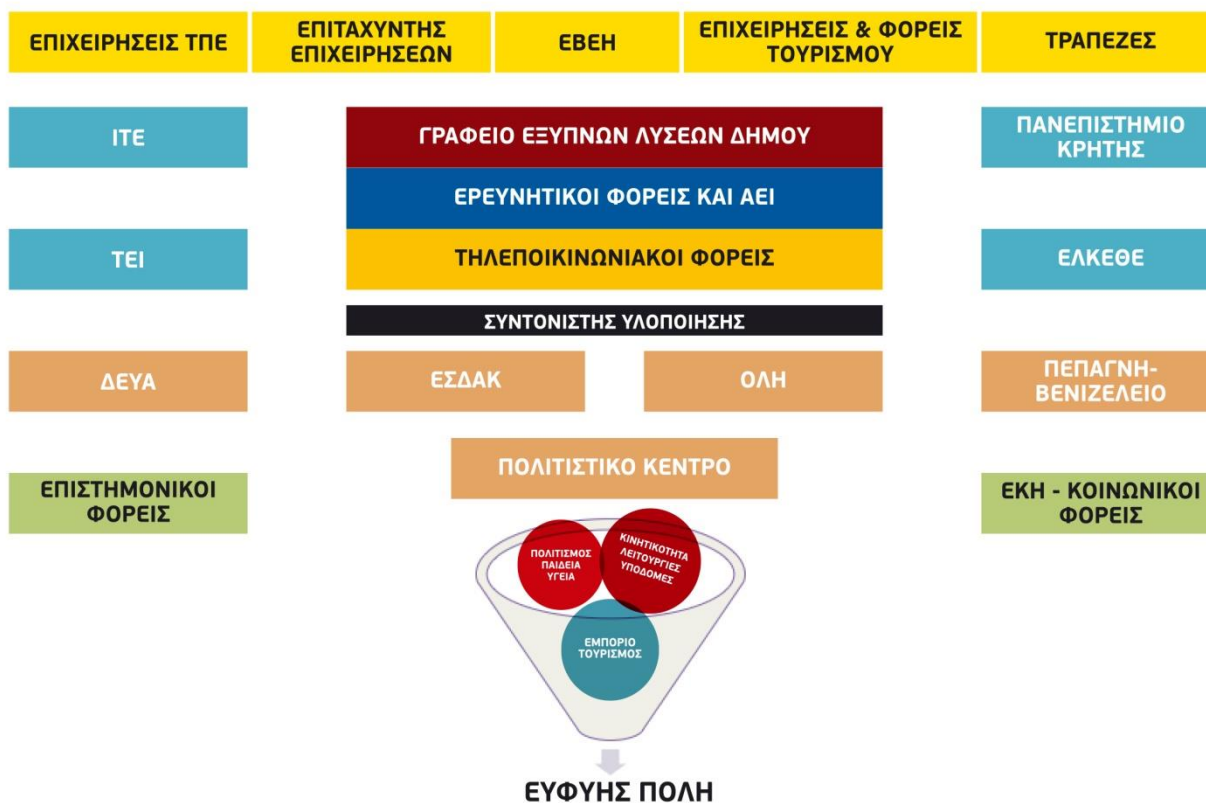 ΕΠΙΧΕΙΡΗΣΕΙΣ ΤΠΕ
ΕΠΙΤΑΧΥΝΤΗΣ
ΕΠΙΧΕΙΡΗΣΕΩΝ
ΕΒΕΗ
ΕΠΙΧΕΙΡΗΣΕΙΣ & ΦΟΡΕΙΣ
ΤΟΥΡΙΣΜΟΥ
ΤΡΑΠΕΖΕΣ
ΙΤΕ
ΓΡΑΦΕΙΟ ΕΞΥΠΝΩΝ ΛΥΣΕΩΝ ΔΗΜΟΥ
ΠΑΝΕΠΙΣΤΗΜΙΟ
ΚΡΗΤΗΣ
ΕΡΕΥΝΗΤΙΚΟΙ ΦΟΡΕΙΣ ΚΑΙ ΑΕΙ
ΤΕΙ
ΤΗΛΕΠΟΙΚΙΝΩΝΙΑΚΟΙ ΦΟΡΕΙΣ
ΕΛΚΕΘΕ
ΣΥΝΤΟΝΙΣΤΗΣ ΥΛΟΠΟΙΗΣΗΣ
ΔΕΥΑ
ΕΣΔΑΚ
ΟΛΗ
ΠΕΠΑΓΝΗ-
ΒΕΝΙΖΕΛΕΙΟ
ΠΟΛΙΤΙΣΤΙΚΟ ΚΕΝΤΡΟ
ΕΠΙΣΤΗΜΟΝΙΚΟΙ
ΦΟΡΕΙΣ
ΕΚΗ - ΚΟΙΝΩΝΙΚΟΙ
ΦΟΡΕΙΣ
ΠΟΛΙΤΙΣΜΟΣ
ΠΑΙΔΕΙΑ
ΥΓΕΙΑ
ΚΙΝΗΤΙΚΟΤΗΤΑ
ΛΕΙΤΟΥΡΓΙΕΣ
ΥΠΟΔΟΜΕΣ
ΕΜΠΟΡΙΟ
ΤΟΥΡΙΣΜΟΣ
ΕΥΦΥΗΣ ΠΟΛΗ